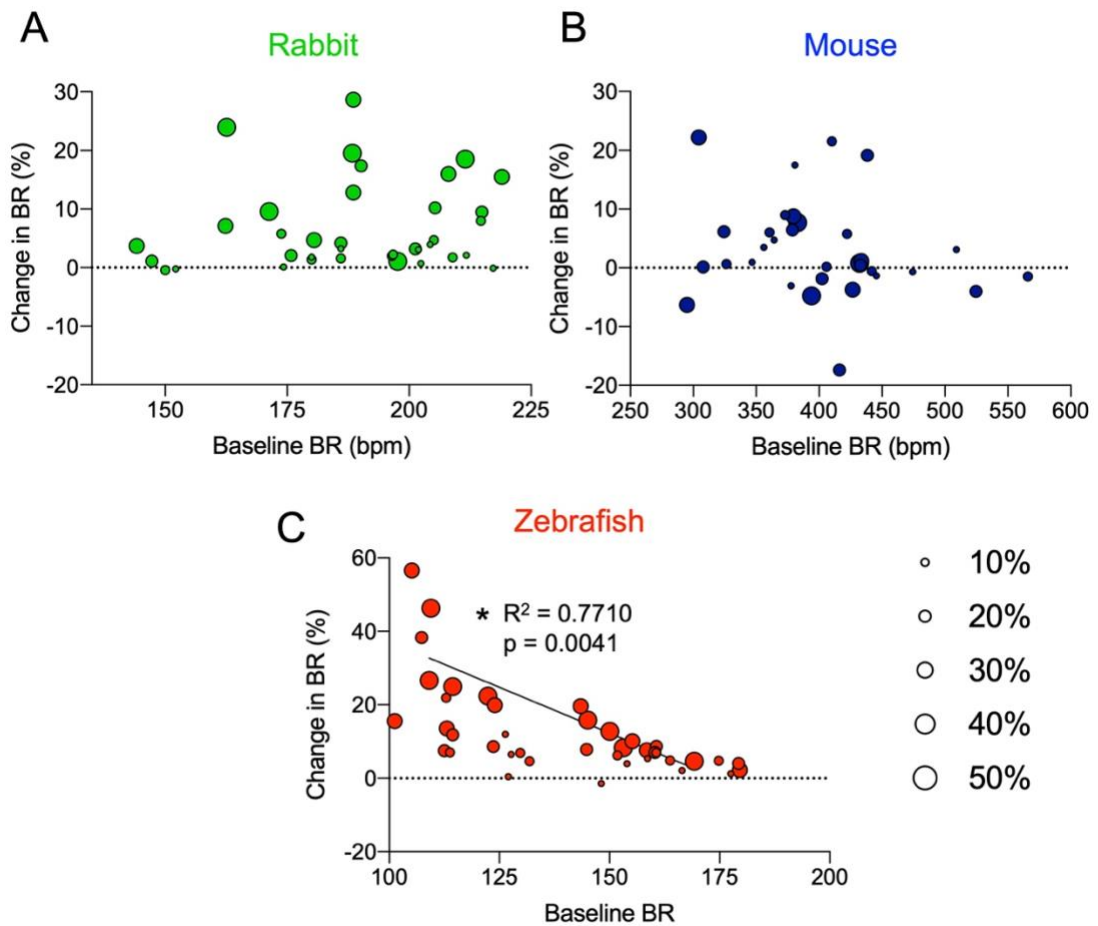 A
Rabbit
Change in BR (%)
30
20
10
0
-10
-20
150
175
200
225
Baseline BR (bpm)
B
Mouse
Change in BR (%)
30
20
10
0
-10
-20
250
300
350
400
450
500
550
600
Baseline BR (bpm)
C
Zebrafish
Change in BR (%)
60
40
20
0
-20
* R² = 0.7710
p = 0.0041
100
125
150
175
200
Baseline BR
10%
20%
30%
40%
50%